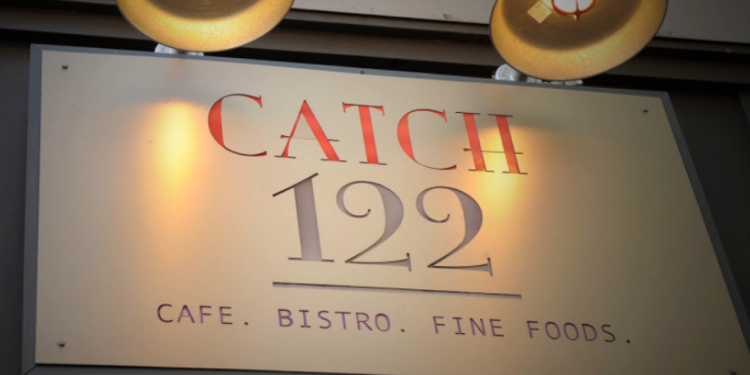 CATCH
122
CAFE. BISTRO. FINE FOODS.